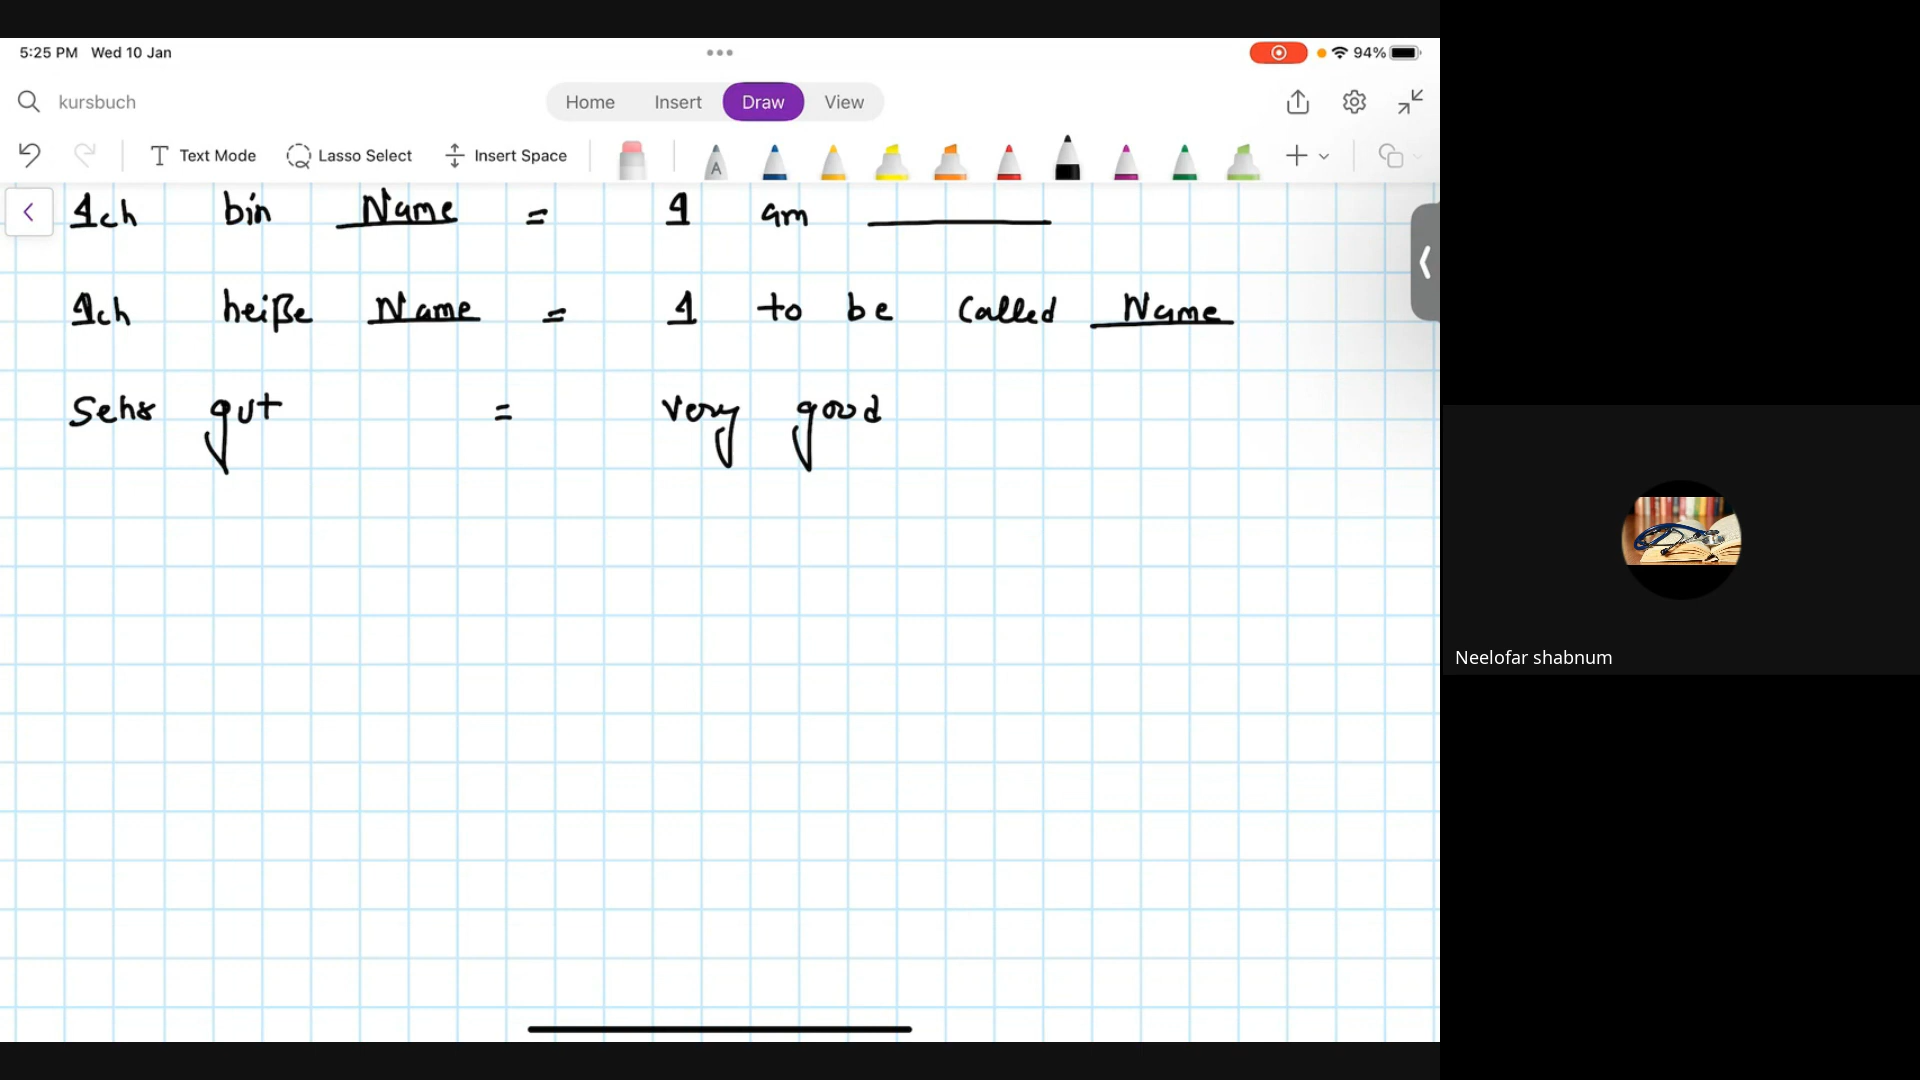 5:25 PM Wed 10 Jan 94%
kursbuch Home Insert Draw View
Text Mode Lasso Select Insert Space A
Ich bin Name = I am ______
Ich heiße Name = I to be called Name
Sehr gut = very good
Neelofar shabnum